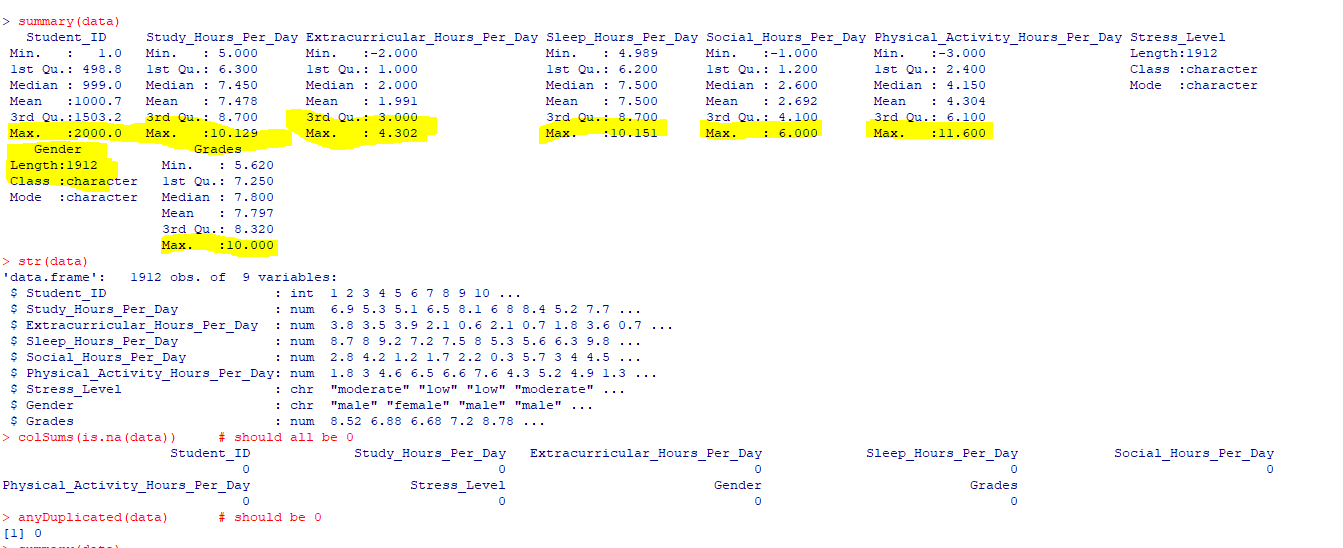 > summary(data)
Student_ID Study_Hours_Per_Day Extracurricular_Hours_Per_Day Sleep_Hours_Per_Day Social_Hours_Per_Day Physical_Activity_Hours_Per_Day Stress_Level
Min. : 1.0 Min. : 5.000 Min. :-2.000 Min. : 4.989 Min. :-1.000 Min. :-3.000 Length:1912
1st Qu.: 498.8 1st Qu.: 6.300 1st Qu.: 1.000 1st Qu.: 6.200 1st Qu.: 1.200 1st Qu.: 2.400 Class :character
Median : 999.0 Median : 7.450 Median : 2.000 Median : 7.500 Median : 2.600 Median : 4.150 Mode :character
Mean :1000.7 Mean : 7.478 Mean : 1.991 Mean : 7.500 Mean : 2.692 Mean : 4.304
3rd Qu.:1503.2 3rd Qu.: 8.700 3rd Qu.: 3.000 3rd Qu.: 8.700 3rd Qu.: 4.100 3rd Qu.: 6.100
Max. :2000.0 Max. :10.129 Max. : 4.302 Max. :10.151 Max. : 6.000 Max. :11.600
Gender Grades
Length:1912 Min. : 5.620
Class :character 1st Qu.: 7.250
Mode :character Median : 7.800
Mean : 7.797
3rd Qu.: 8.320
Max. :10.000
> str(data)
'data.frame': 1912 obs. of 9 variables:
$ Student_ID : int 1 2 3 4 5 6 7 8 9 10 ...
$ Study_Hours_Per_Day : num 6.9 5.3 5.1 6.5 8.1 6 8 8.4 5.2 7.7 ...
$ Extracurricular_Hours_Per_Day : num 3.8 3.5 3.9 2.1 0.6 2.1 0.7 1.8 3.6 0.7 ...
$ Sleep_Hours_Per_Day : num 8.7 8 9.2 7.2 7.5 8 5.3 5.6 6.3 9.8 ...
$ Social_Hours_Per_Day : num 2.8 4.2 1.2 1.7 2.2 0.3 5.7 3 4 4.5 ...
$ Physical_Activity_Hours_Per_Day: num 1.8 3 4.6 6.5 6.6 7.6 4.3 5.2 4.9 1.3 ...
$ Stress_Level : chr "moderate" "low" "low" "moderate" ...
$ Gender : chr "male" "female" "male" "male" ...
$ Grades : num 8.52 6.88 6.68 7.2 8.78 ...
> colSums(is.na(data)) # should all be 0
Student_ID Study_Hours_Per_Day Extracurricular_Hours_Per_Day Sleep_Hours_Per_Day Social_Hours_Per_Day
0 0 0 0 0
Physical_Activity_Hours_Per_Day Stress_Level Gender Grades
0 0 0 0
> anyDuplicated(data) # should be 0
[1] 0